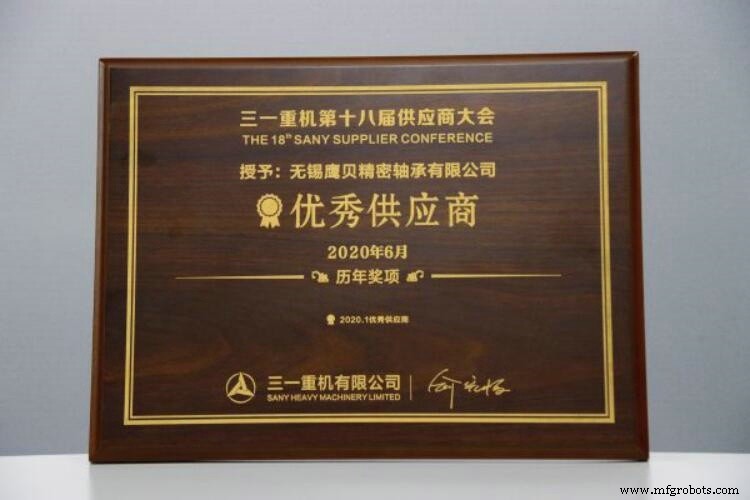 三一重机第十八届供应商大会
THE 18th SANY SUPPLIER CONFERENCE
授予：无锡鹰贝精密轴承有限公司
优秀供应商
2020年6月
历年奖项
2020.1优秀供应商
三一重机有限公司
SANY HEAVY MACHINERY LIMITED
www.mfgrobots.com